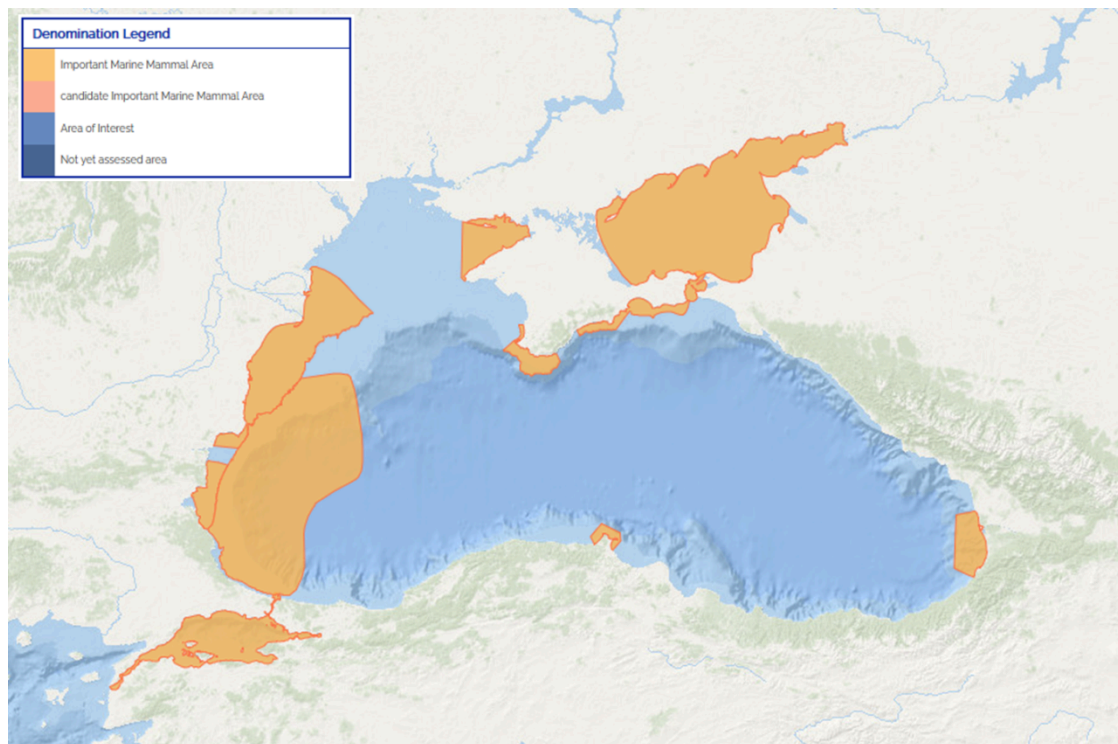 Denomination Legend
Important Marine Mammal Area
candidate Important Marine Mammal Area
Area of Interest
Not yet assessed area